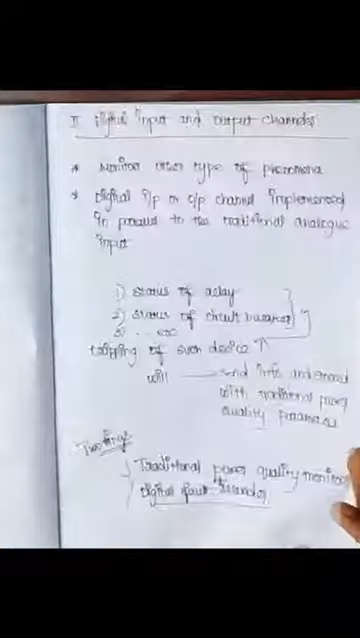 II Digital input and output channels
* Monitor other type of phenomena
* Digital i/p or o/p channel implemented
in parallel to the traditional analogue
input
1) status of relay
2) status of circuit breaker
3) ... etc
tripping of such device
will send info and
with traditional power
quality parameter
Traditional power quality monitor
digital fault recorder